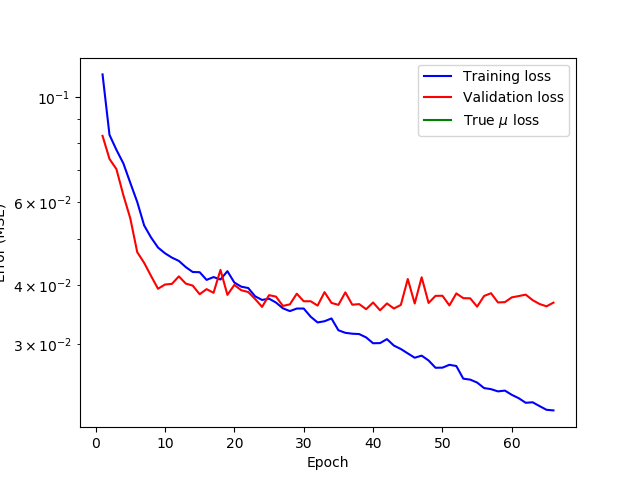 Training loss
Validation loss
True μ loss
10⁻¹
6 × 10⁻²
4 × 10⁻²
3 × 10⁻²
Error (MSE)
0 10 20 30 40 50 60
Epoch